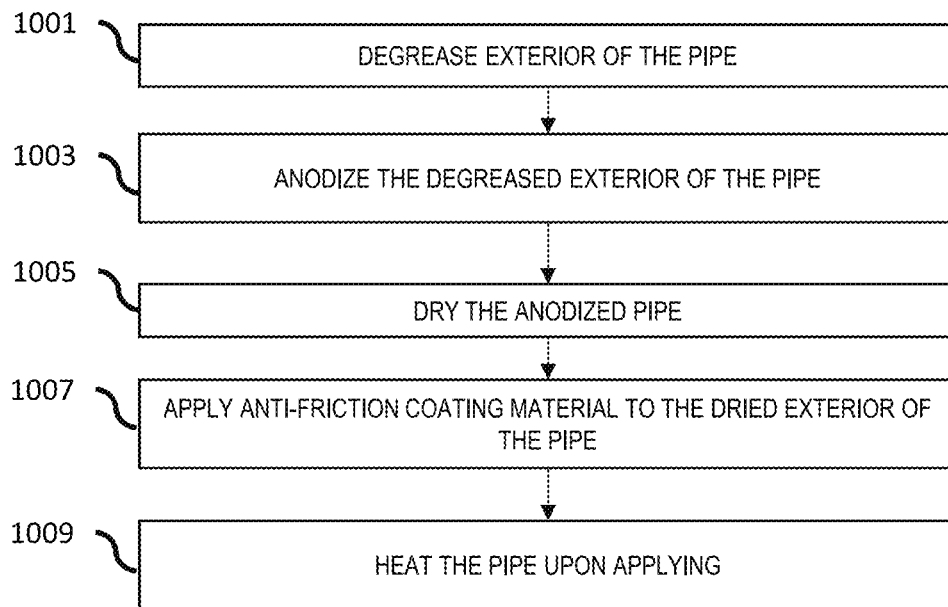 1001
DEGREASE EXTERIOR OF THE PIPE
1003
ANODIZE THE DEGREASED EXTERIOR OF THE PIPE
1005
DRY THE ANODIZED PIPE
1007
APPLY ANTI-FRICTION COATING MATERIAL TO THE DRIED EXTERIOR OF
THE PIPE
1009
HEAT THE PIPE UPON APPLYING